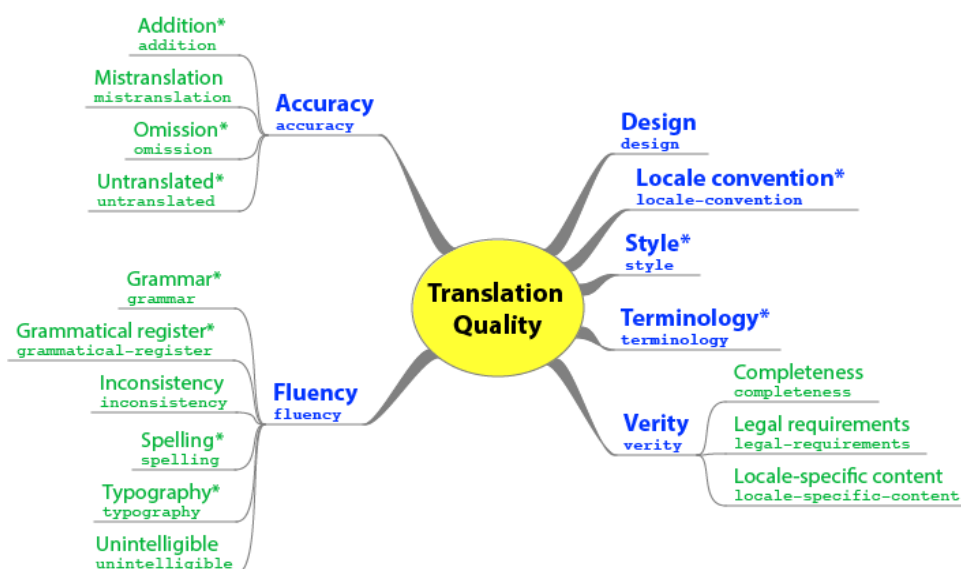 Addition*
addition
Mistranslation
mistranslation
Omission*
omission
Untranslated*
untranslated
Accuracy
accuracy
Grammar*
grammar
Grammatical register*
grammatical-register
Inconsistency
inconsistency
Spelling*
spelling
Typography*
typography
Unintelligible
unintelligible
Fluency
fluency
Translation
Quality
Design
design
Locale convention*
locale-convention
Style*
style
Terminology*
terminology
Verity
verity
Completeness
completeness
Legal requirements
legal-requirements
Locale-specific content
locale-specific-content